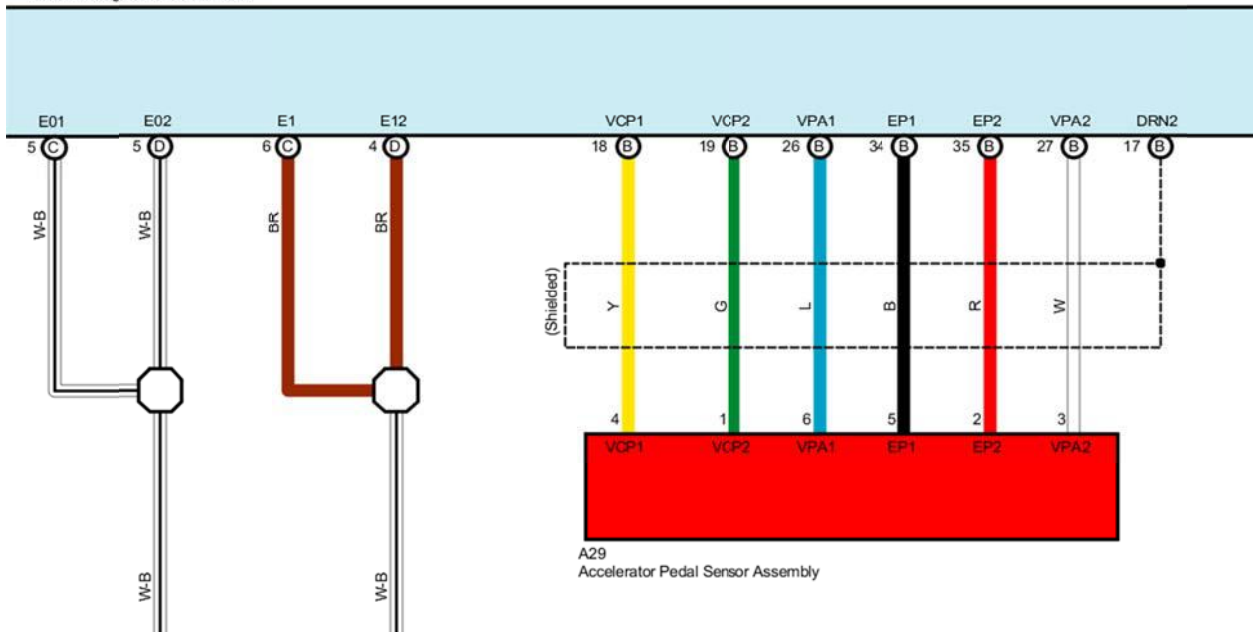 E01 E02 E1 E12 VCP1 VCP2 VPA1 EP1 EP2 VPA2 DRN2
5 C 5 D 6 C 4 D 18 B 19 B 26 B 34 B 35 B 27 B 17 B
W-B W-B BR BR
(Shielded) Y G L B R W
4 1 6 5 2 3
VCP1 VCP2 VPA1 EP1 EP2 VPA2
A29
Accelerator Pedal Sensor Assembly
W-B W-B